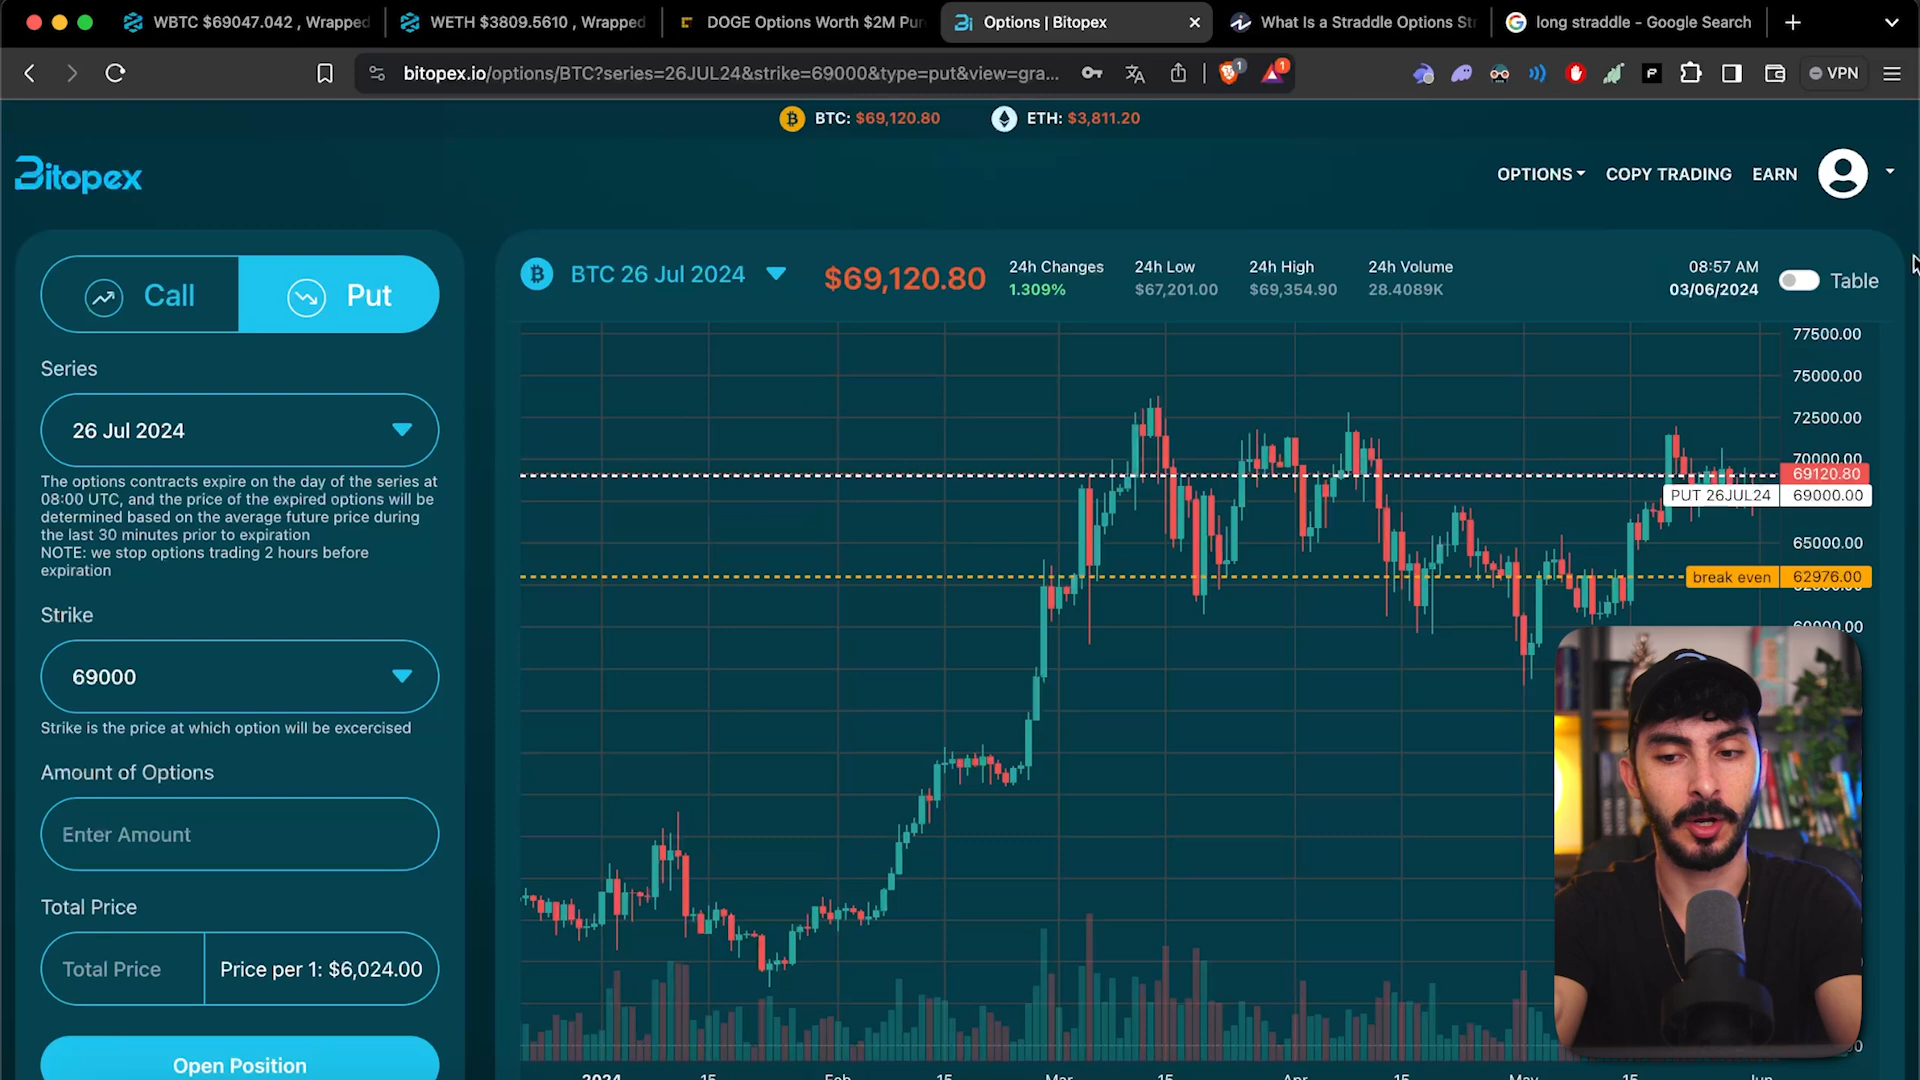 WBTC $69047.042 , Wrapped
WETH $3809.5610 , Wrapped
DOGE Options Worth $2M Pur
Options | Bitopex
What Is a Straddle Options Str
long straddle - Google Search
bitopex.io/options/BTC?series=26JUL24&strike=69000&type=put&view=gra...
1
1
VPN
BTC: $69,120.80
ETH: $3,811.20
Bitopex
OPTIONS
COPY TRADING
EARN
Call
Put
BTC 26 Jul 2024
$69,120.80
24h Changes
1.309%
24h Low
$67,201.00
24h High
$69,354.90
24h Volume
28.4089K
08:57 AM
03/06/2024
Table
Series
26 Jul 2024
The options contracts expire on the day of the series at
08:00 UTC, and the price of the expired options will be
determined based on the average future price during
the last 30 minutes prior to expiration
NOTE: we stop options trading 2 hours before
expiration
Strike
69000
Strike is the price at which option will be excercised
Amount of Options
Enter Amount
Total Price
Total Price
Price per 1: $6,024.00
Open Position
77500.00
75000.00
72500.00
70000.00
69120.80
PUT 26JUL24
69000.00
65000.00
break even
62976.00
60000.00
2024
15
Feb
15
Mar
15
Apr
15
May
15
Jun